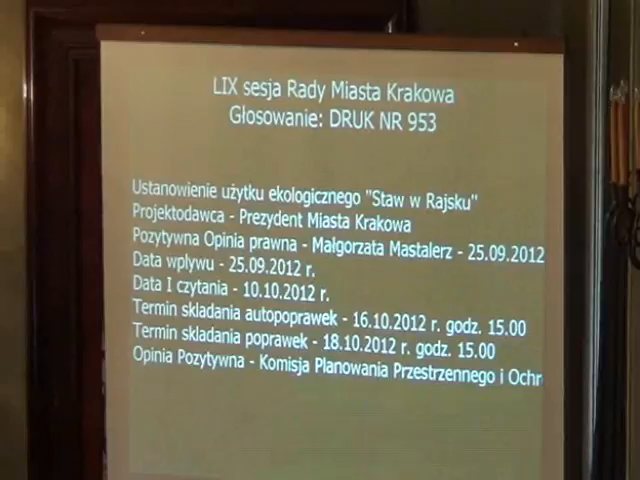 LIX sesja Rady Miasta Krakowa
Głosowanie: DRUK NR 953
Ustanowienie użytku ekologicznego "Staw w Rajsku"
Projektodawca - Prezydent Miasta Krakowa
Pozytywna Opinia prawna - Małgorzata Mastalerz - 25.09.2012
Data wpływu - 25.09.2012 r.
Data I czytania - 10.10.2012 r.
Termin składania autopoprawek - 16.10.2012 r. godz. 15.00
Termin składania poprawek - 18.10.2012 r. godz. 15.00
Opinia Pozytywna - Komisja Planowania Przestrzennego i Ochr